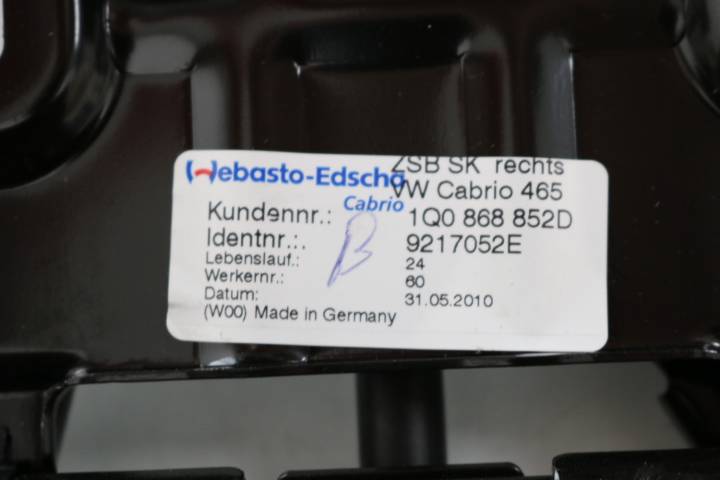 Webasto-Edscha
Cabrio
ZSB SK rechts
VW Cabrio 465
Kundennr.: 1Q0 868 852D
Identnr.:. 9217052E
Lebenslauf.: 24
Werkernr.: 60
Datum: 31.05.2010
(W00) Made in Germany
B